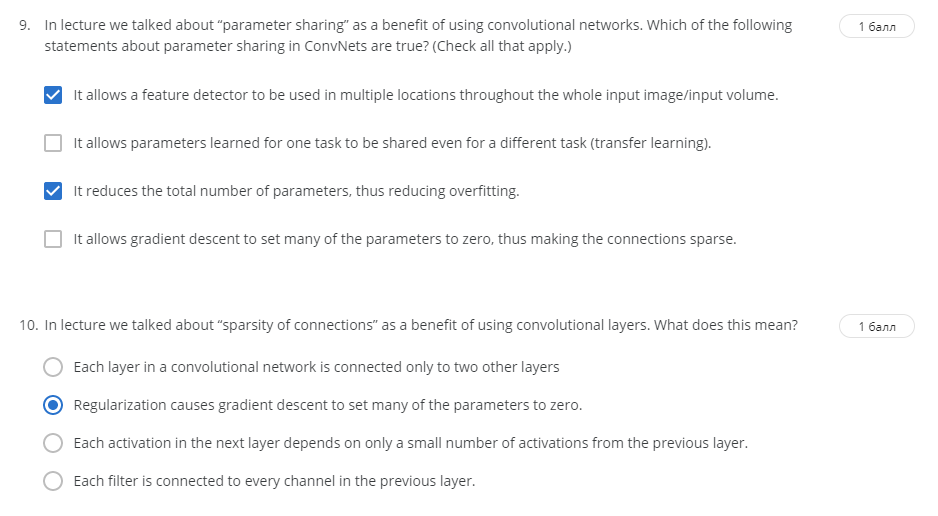 9. In lecture we talked about “parameter sharing” as a benefit of using convolutional networks. Which of the following
1 балл
statements about parameter sharing in ConvNets are true? (Check all that apply.)
It allows a feature detector to be used in multiple locations throughout the whole input image/input volume.
It allows parameters learned for one task to be shared even for a different task (transfer learning).
It reduces the total number of parameters, thus reducing overfitting.
It allows gradient descent to set many of the parameters to zero, thus making the connections sparse.
10. In lecture we talked about “sparsity of connections” as a benefit of using convolutional layers. What does this mean?
1 балл
Each layer in a convolutional network is connected only to two other layers
Regularization causes gradient descent to set many of the parameters to zero.
Each activation in the next layer depends on only a small number of activations from the previous layer.
Each filter is connected to every channel in the previous layer.